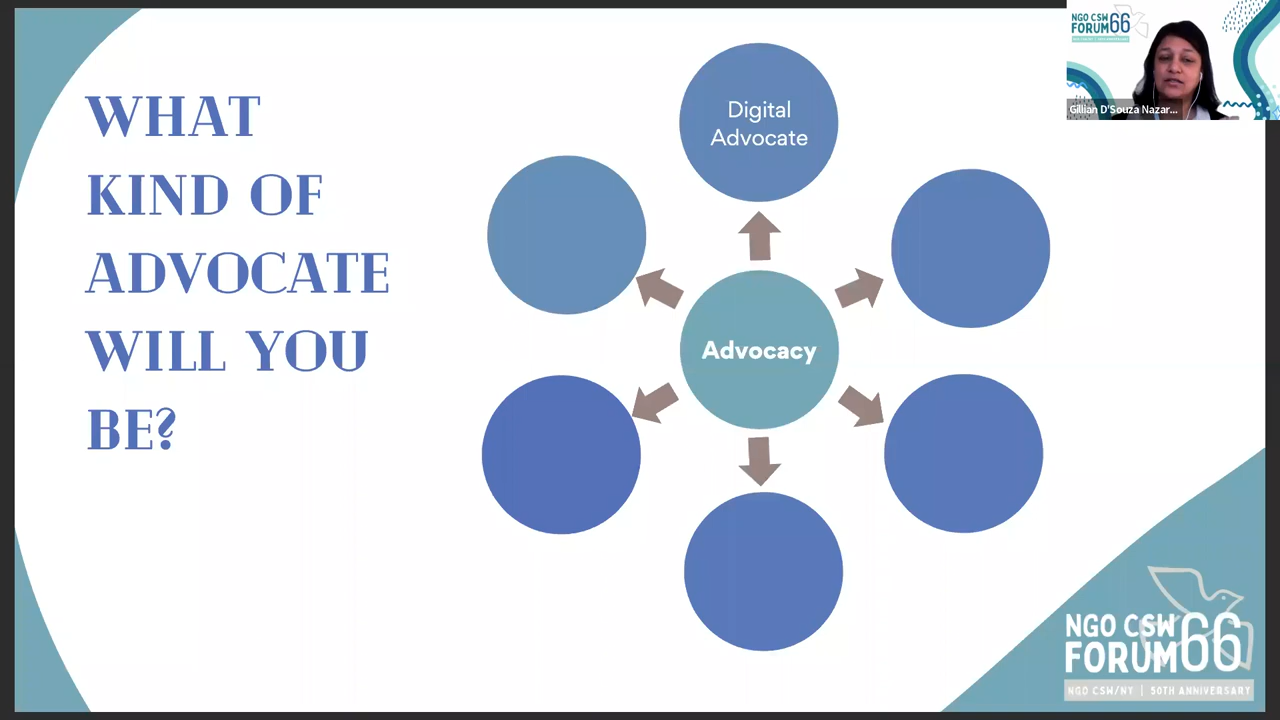 WHAT
KIND OF
ADVOCATE
WILL YOU
BE?
Digital
Advocate
Advocacy
NGO CSW
FORUM66
Gillian D'Souza Nazar...
NGO CSW
FORUM66
NGO CSW/NY | 50TH ANNIVERSARY